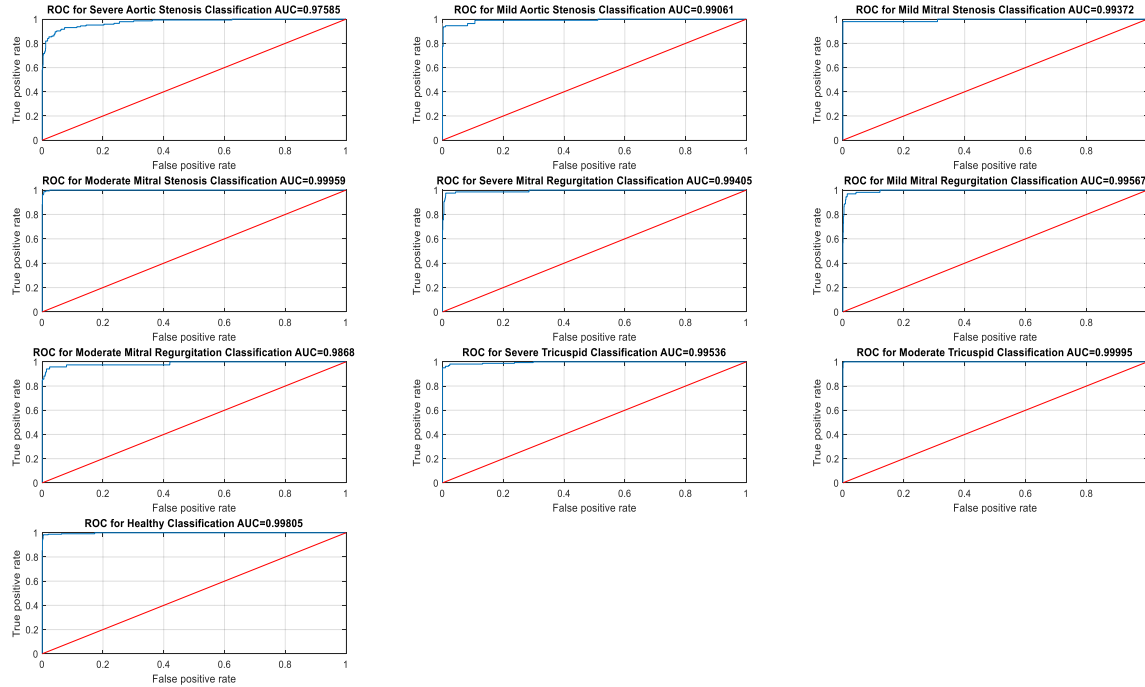 ROC for Severe Aortic Stenosis Classification AUC=0.97585
True positive rate
1
0.8
0.6
0.4
0.2
0
0 0.2 0.4 0.6 0.8 1
False positive rate
ROC for Mild Aortic Stenosis Classification AUC=0.99061
True positive rate
1
0.8
0.6
0.4
0.2
0
0 0.2 0.4 0.6 0.8 1
False positive rate
ROC for Mild Mitral Stenosis Classification AUC=0.99372
True positive rate
1
0.8
0.6
0.4
0.2
0
0 0.2 0.4 0.6 0.8
False positive rate
ROC for Moderate Mitral Stenosis Classification AUC=0.99959
True positive rate
1
0.8
0.6
0.4
0.2
0
0 0.2 0.4 0.6 0.8 1
False positive rate
ROC for Severe Mitral Regurgitation Classification AUC=0.99405
True positive rate
1
0.8
0.6
0.4
0.2
0
0 0.2 0.4 0.6 0.8 1
False positive rate
ROC for Mild Mitral Regurgitation Classification AUC=0.99567
True positive rate
1
0.8
0.6
0.4
0.2
0
0 0.2 0.4 0.6 0.8
False positive rate
ROC for Moderate Mitral Regurgitation Classification AUC=0.9868
True positive rate
1
0.8
0.6
0.4
0.2
0
0 0.2 0.4 0.6 0.8 1
False positive rate
ROC for Severe Tricuspid Classification AUC=0.99536
True positive rate
1
0.8
0.6
0.4
0.2
0
0 0.2 0.4 0.6 0.8 1
False positive rate
ROC for Moderate Tricuspid Classification AUC=0.99995
True positive rate
1
0.8
0.6
0.4
0.2
0
0 0.2 0.4 0.6 0.8
False positive rate
ROC for Healthy Classification AUC=0.99805
True positive rate
1
0.8
0.6
0.4
0.2
0
0 0.2 0.4 0.6 0.8 1
False positive rate